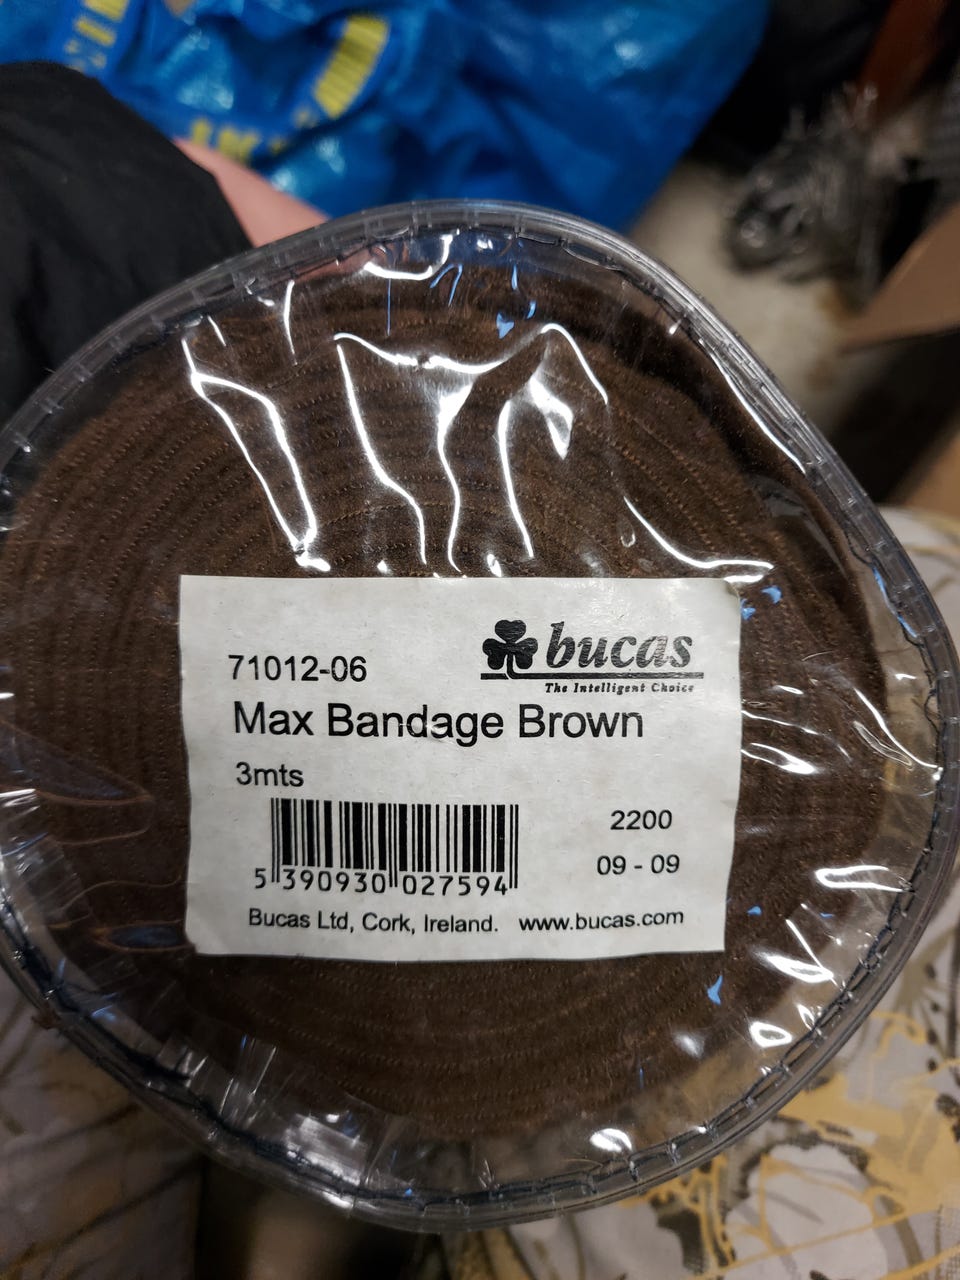 bucas
The Intelligent Choice
71012-06
Max Bandage Brown
3mts
2200
09 - 09
5 390930 027594
Bucas Ltd, Cork, Ireland. www.bucas.com